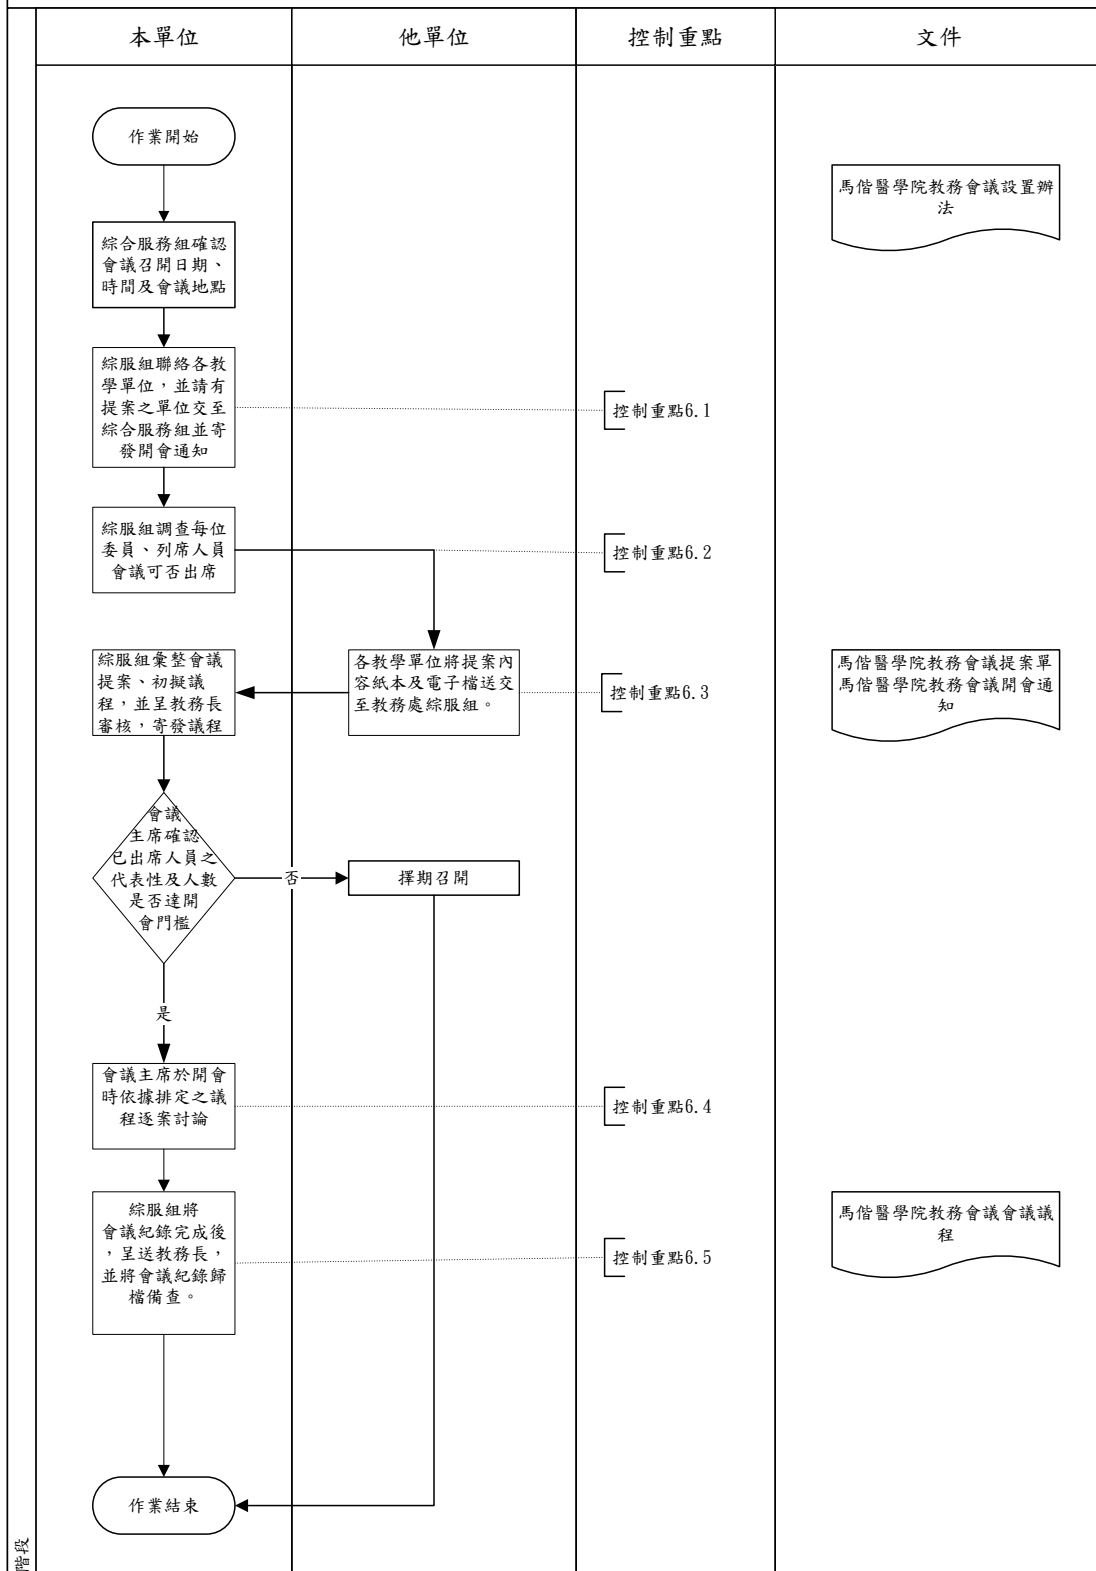 本單位
他單位
控制重點
文件
作業開始
馬偕醫學院教務會議設置辦
法
綜合服務組確認
會議召開日期、
時間及會議地點
綜服組聯絡各教
學單位，並請有
提案之單位交至
綜合服務組並寄
發開會通知
控制重點6.1
綜服組調查每位
委員、列席人員
會議可否出席
控制重點6.2
綜服組彙整會議
提案、初擬議
程，並呈教務長
審核，寄發議程
各教學單位將提案內
容紙本及電子檔送交
至教務處綜服組。
控制重點6.3
馬偕醫學院教務會議提案單
馬偕醫學院教務會議開會通
知
會議
主席確認
已出席人員之
代表性及人數
是否達開
會門檻
否
擇期召開
是
會議主席於開會
時依據排定之議
程逐案討論
控制重點6.4
綜服組將
會議紀錄完成後
，呈送教務長，
並將會議紀錄歸
檔備查。
控制重點6.5
馬偕醫學院教務會議會議議
程
作業結束
階段